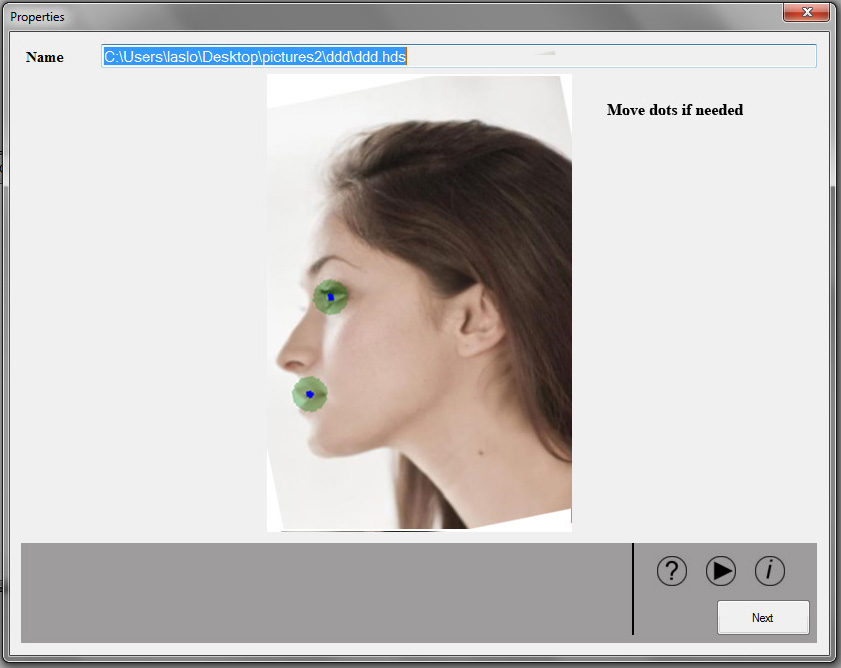 Properties
Name C:\Users\laslo\Desktop\pictures2\ddd\ddd.hds
Move dots if needed
? i
Next